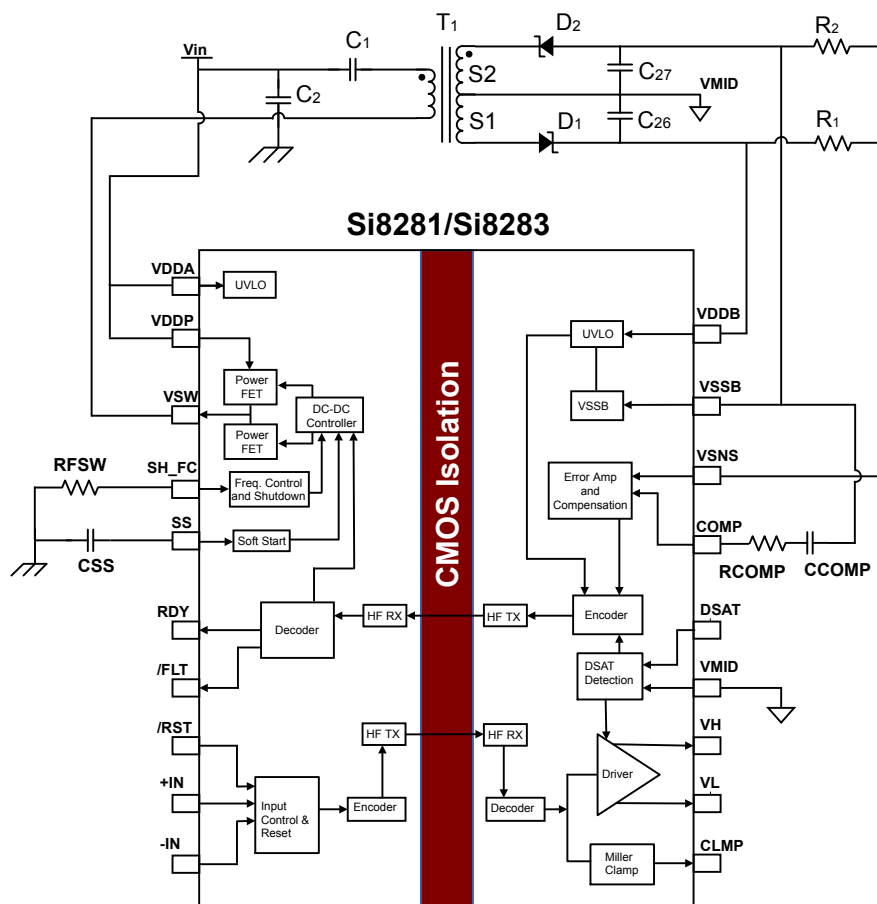 Vin
C1
T1
D2
R2
C2
S2
C27
VMID
S1
D1
C26
R1
Si8281/Si8283
VDDA
UVLO
VDDP
VDDB
UVLO
Power
FET
VSW
DC-DC
Controller
VSSB
VSSB
Power
FET
RFSW
SH_FC
Freq. Control
and Shutdown
CMOS Isolation
Error Amp
and
Compensation
VSNS
SS
Soft Start
COMP
CSS
RCOMP
CCOMP
RDY
Decoder
HF RX
HF TX
Encoder
DSAT
/FLT
DSAT
Detection
VMID
/RST
HF TX
HF RX
VH
+IN
Input
Control &
Reset
Encoder
Decoder
Driver
VL
-IN
Miller
Clamp
CLMP